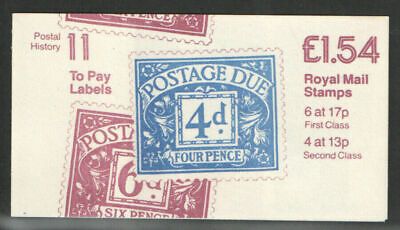 Postal
History
11
To Pay
Labels
£1.54
Royal Mail
Stamps
6 at 17p
First Class
4 at 13p
Second Class
POSTAGE DUE
4d.
FOUR PENCE
POSTA
6d
SIX PENCE